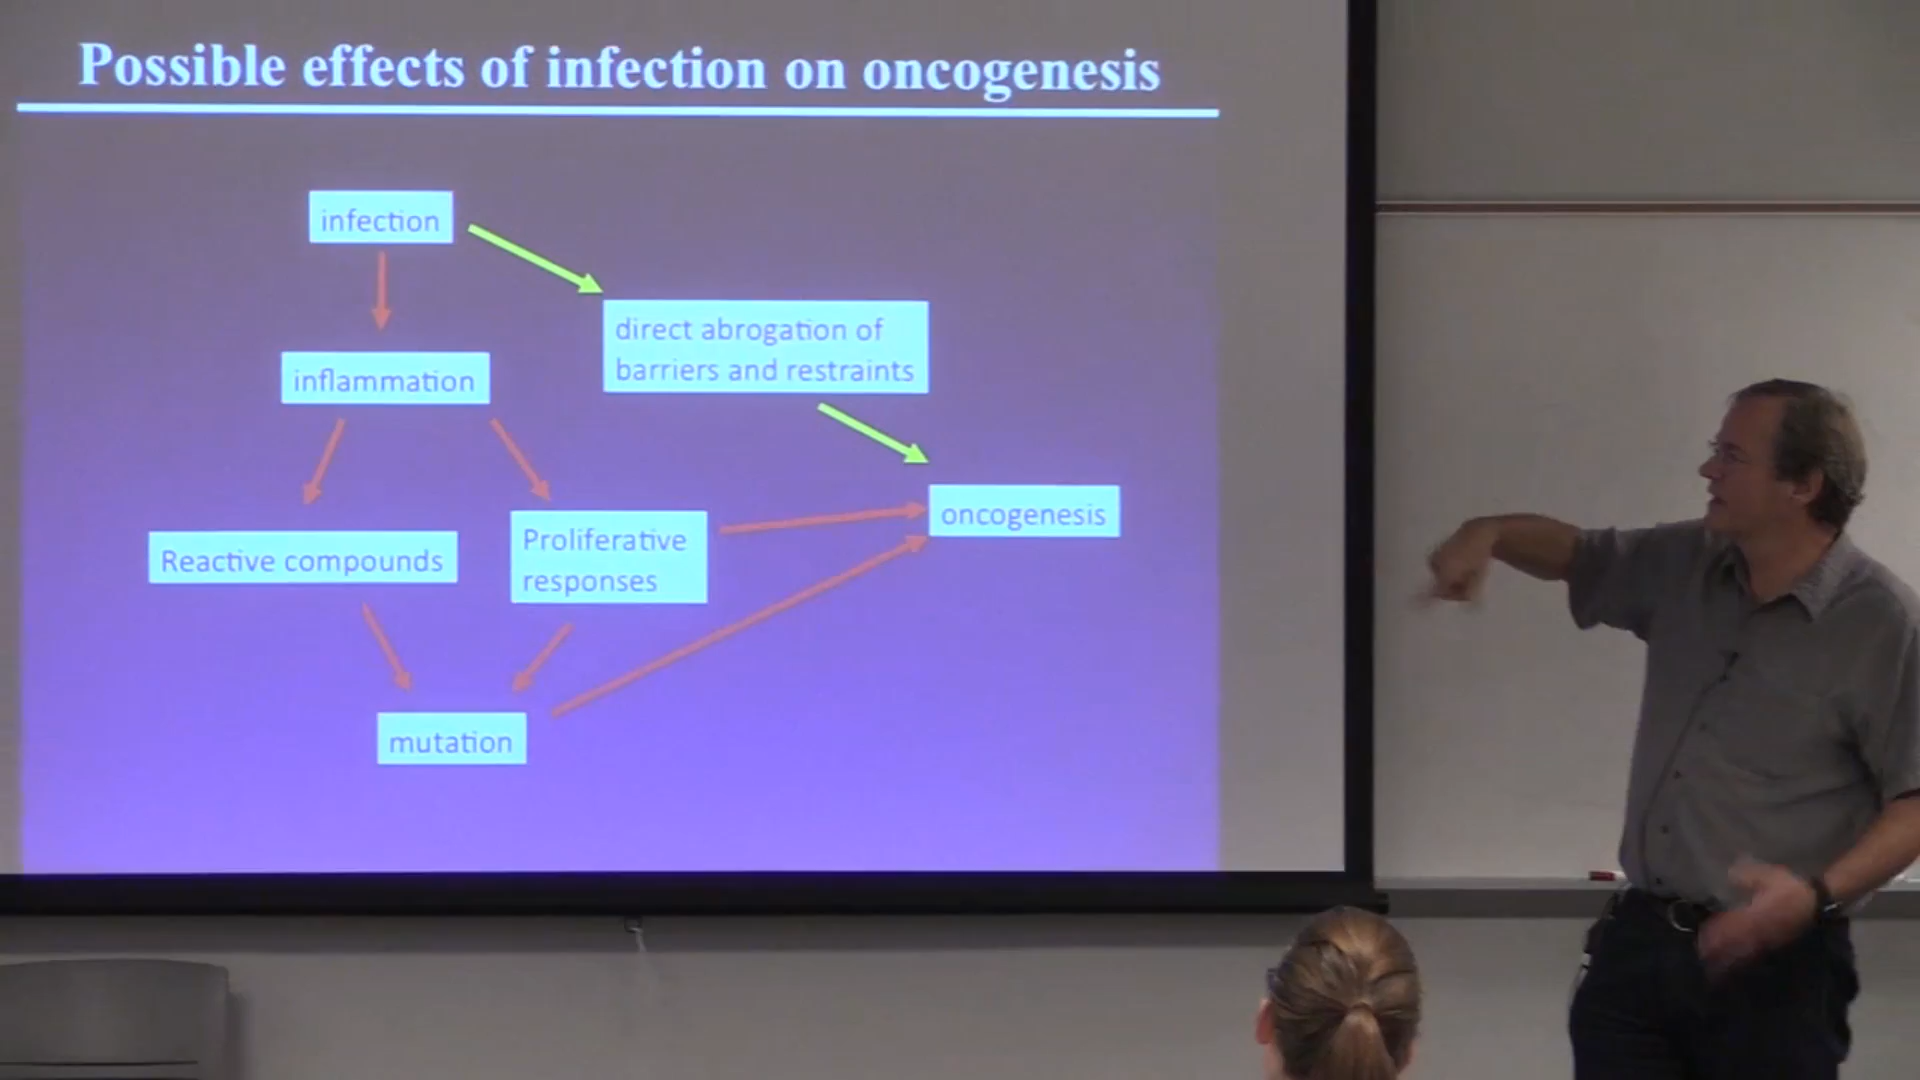 Possible effects of infection on oncogenesis
infection
direct abrogation of
barriers and restraints
inflammation
oncogenesis
Reactive compounds
Proliferative
responses
mutation